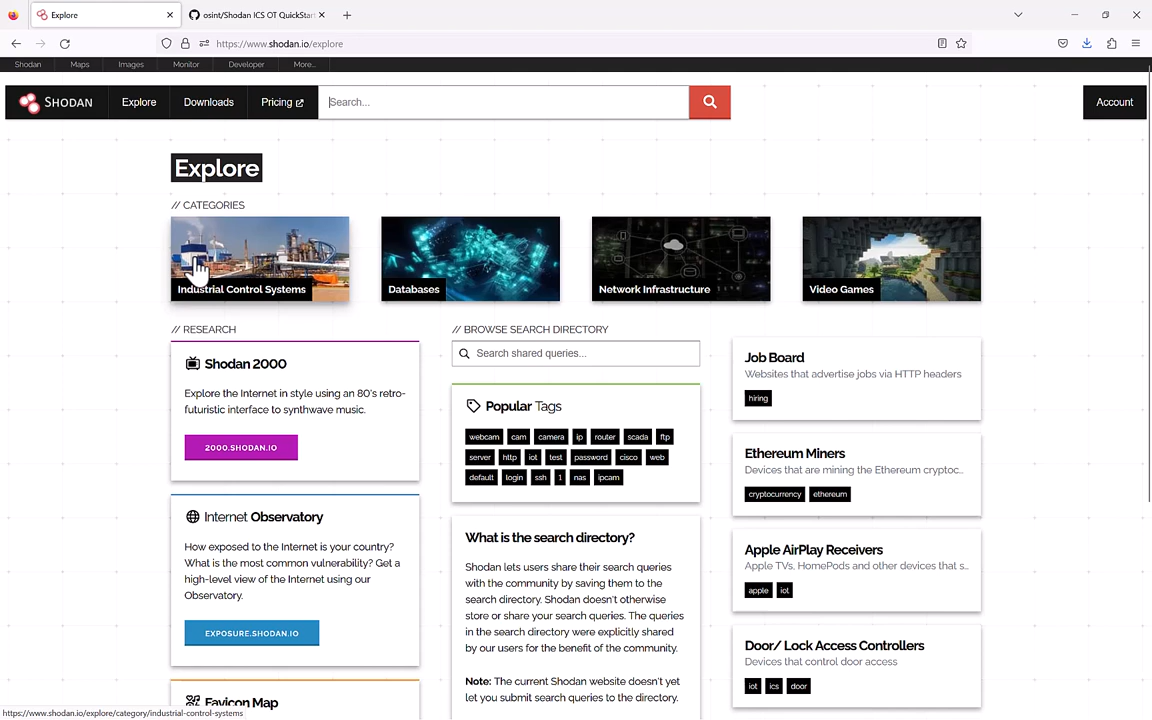 Explore
osint/Shodan ICS OT QuickStart
https://www.shodan.io/explore
Shodan
Maps
Images
Monitor
Developer
More...
SHODAN
Explore
Downloads
Pricing
Search...
Account
Explore
// CATEGORIES
Industrial Control Systems
Databases
Network Infrastructure
Video Games
// RESEARCH
Shodan 2000
Explore the Internet in style using an 80's retro-
futuristic interface to synthwave music.
2000.SHODAN.IO
Internet Observatory
How exposed to the Internet is your country?
What is the most common vulnerability? Get a
high-level view of the Internet using our
Observatory.
EXPOSURE.SHODAN.IO
Favicon Map
// BROWSE SEARCH DIRECTORY
Search shared queries...
Popular Tags
webcam cam camera ip router scada ftp
server http iot test password cisco web
default login ssh 1 nas ipcam
What is the search directory?
Shodan lets users share their search queries
with the community by saving them to the
search directory. Shodan doesn't otherwise
store or share your search queries. The queries
in the search directory were explicitly shared
by our users for the benefit of the community.
Note: The current Shodan website doesn't yet
let you submit search queries to the directory.
Job Board
Websites that advertise jobs via HTTP headers
hiring
Ethereum Miners
Devices that are mining the Ethereum cryptoc...
cryptocurrency ethereum
Apple AirPlay Receivers
Apple TVs, HomePods and other devices that s...
apple iot
Door/ Lock Access Controllers
Devices that control door access
iot ics door
https://www.shodan.io/explore/category/industrial-control-systems